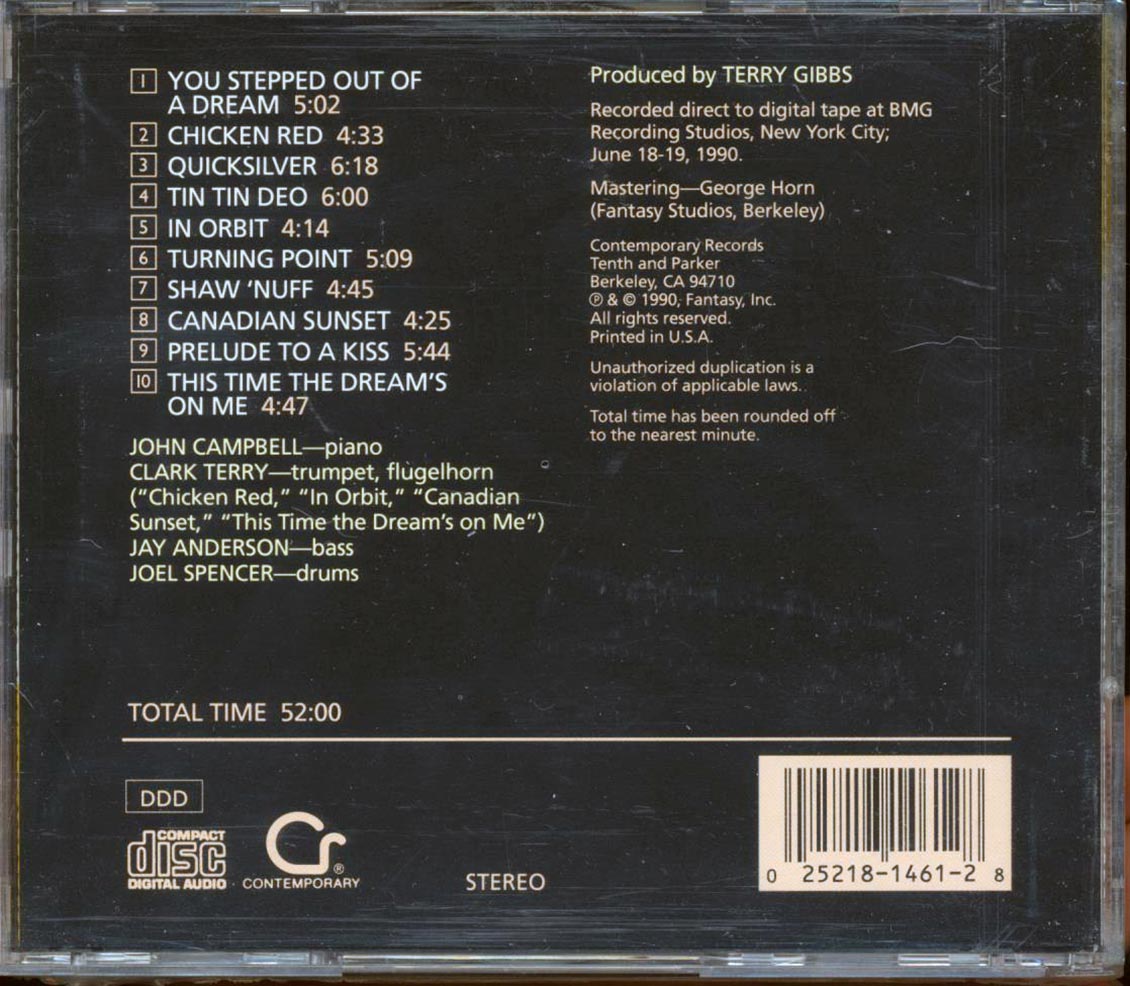 1 YOU STEPPED OUT OF
A DREAM 5:02
2 CHICKEN RED 4:33
3 QUICKSILVER 6:18
4 TIN TIN DEO 6:00
5 IN ORBIT 4:14
6 TURNING POINT 5:09
7 SHAW ‘NUFF 4:45
8 CANADIAN SUNSET 4:25
9 PRELUDE TO A KISS 5:44
10 THIS TIME THE DREAM'S
ON ME 4:47
JOHN CAMPBELL—piano
CLARK TERRY—trumpet, flugelhorn
(“Chicken Red,” “In Orbit,” “Canadian
Sunset,” “This Time the Dream's on Me”)
JAY ANDERSON—bass
JOEL SPENCER—drums
Produced by TERRY GIBBS
Recorded direct to digital tape at BMG
Recording Studios, New York City;
June 18-19, 1990.
Mastering—George Horn
(Fantasy Studios, Berkeley)
Contemporary Records
Tenth and Parker
Berkeley, CA 94710
℗ & © 1990, Fantasy, Inc.
All rights reserved.
Printed in U.S.A.
Unauthorized duplication is a
violation of applicable laws.
Total time has been rounded off
to the nearest minute.
TOTAL TIME 52:00
DDD
COMPACT
disc
DIGITAL AUDIO
Cr®
CONTEMPORARY
STEREO
0 25218-1461-2 8